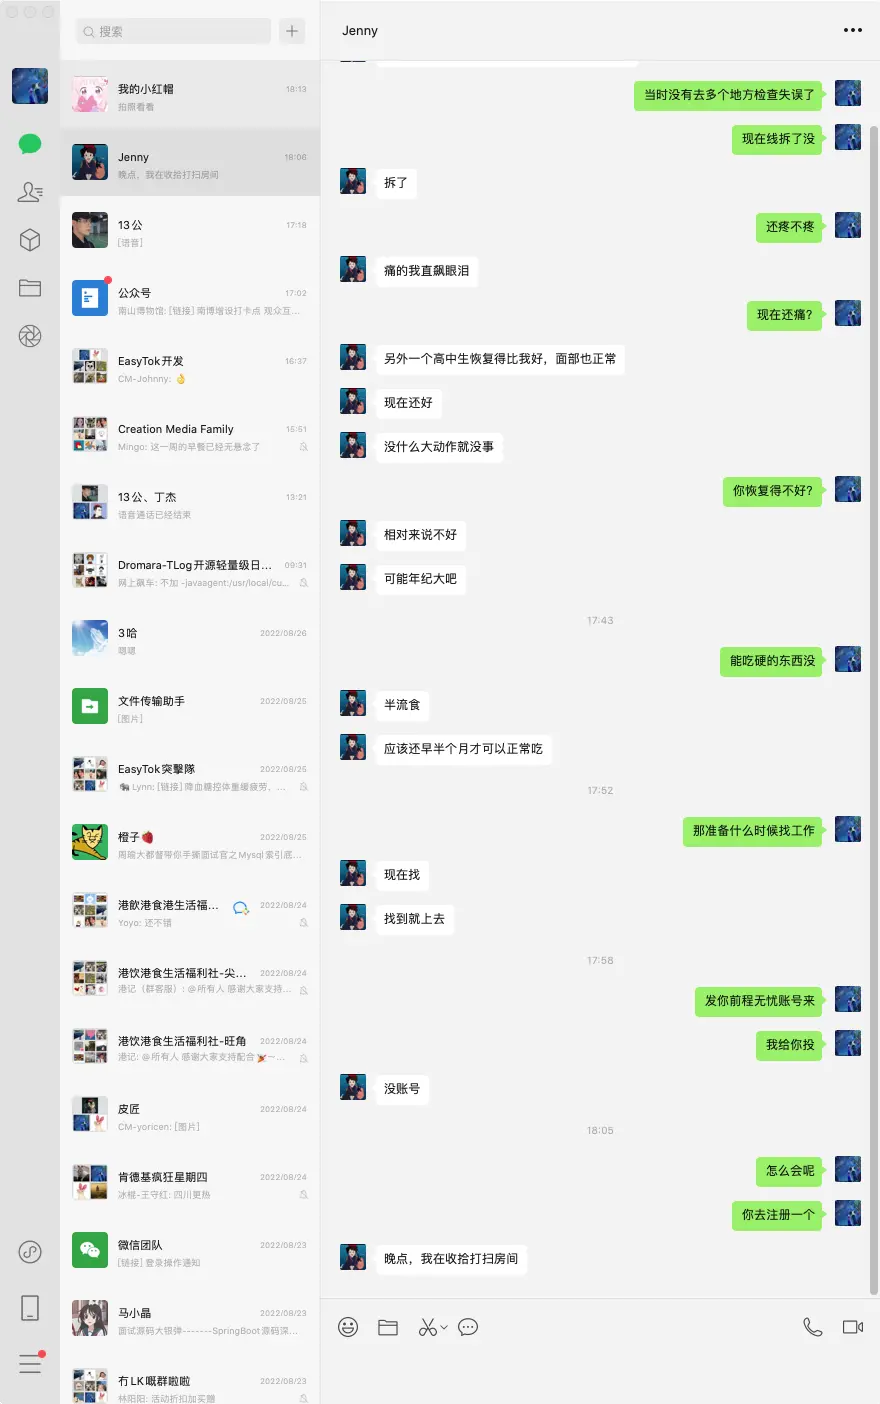 搜索
我的小红帽 18:13
拍照看看
Jenny 18:06
晚点，我在收拾打扫房间
13公 17:18
[语音]
公众号 17:02
南山博物馆: [链接] 南博增设打卡点 观众互...
EasyTok开发 16:37
CM-Johnny: 👌
Creation Media Family 15:51
Mingo: 这一周的早餐已经无悬念了
13公、丁杰 13:21
语音通话已经结束
Dromara-TLog开源轻量级日... 09:31
网上飙车: 不加 -javaagent:/usr/local/cu...
3哈 2022/08/26
嗯嗯
文件传输助手 2022/08/25
[图片]
EasyTok突擊隊 2022/08/25
🐃 Lynn: [链接] 降血糖控体重缓疲劳，...
橙子🍓 2022/08/25
周瑜大都督带你手撕面试官之Mysql索引底...
港飲港食港生活福... 2022/08/24
Yoyo: 还不错
港饮港食生活福利社-尖... 2022/08/24
港记（群客服）: @所有人 感谢大家支持...
港饮港食生活福利社-旺角 2022/08/24
港记: @所有人 感谢大家支持配合🎉一...
皮匠 2022/08/24
CM-yoricen: [图片]
肯德基疯狂星期四 2022/08/24
冰棍-王守红: 四川更热
微信团队 2022/08/23
[链接] 登录操作通知
马小晶 2022/08/23
面试源码大银弹-------SpringBoot源码深...
冇LK嘅群啦啦 2022/08/23
林阳阳: 活动折扣加买赠
Jenny
当时没有去多个地方检查失误了
现在线拆了没
拆了
还疼不疼
痛的我直飙眼泪
现在还痛?
另外一个高中生恢复得比我好，面部也正常
现在还好
没什么大动作就没事
你恢复得不好?
相对来说不好
可能年纪大吧
17:43
能吃硬的东西没
半流食
应该还早半个月才可以正常吃
17:52
那准备什么时候找工作
现在找
找到就上去
17:58
发你前程无忧账号来
我给你投
没账号
18:05
怎么会呢
你去注册一个
晚点，我在收拾打扫房间